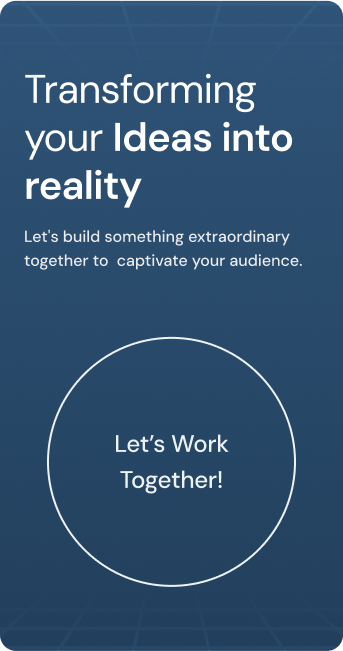 Transforming
your Ideas into
reality
Let's build something extraordinary
together to  captivate your audience.
Let’s Work
Together!